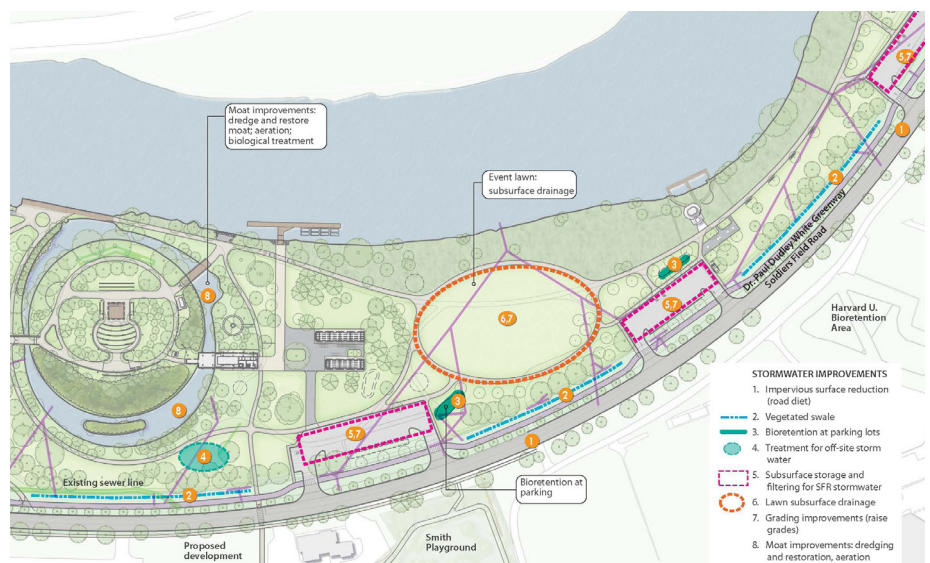 Moat improvements:
dredge and restore
moat; aeration;
biological treatment
Event lawn:
subsurface drainage
5,7
1
2
Dr. Paul Dudley White Greenway
Soldiers Field Road
3
5,7
8
6,7
Harvard U.
Bioretention
Area
2
3
8
5,7
1
4
Existing sewer line
2
Bioretention at
parking
Proposed
development
Smith
Playground
STORMWATER IMPROVEMENTS
1. Impervious surface reduction
(road diet)
2. Vegetated swale
3. Bioretention at parking lots
4. Treatment for off-site storm
water
5. Subsurface storage and
filtering for SFR stormwater
6. Lawn subsurface drainage
7. Grading improvements (raise
grades)
8. Moat improvements: dredging
and restoration, aeration